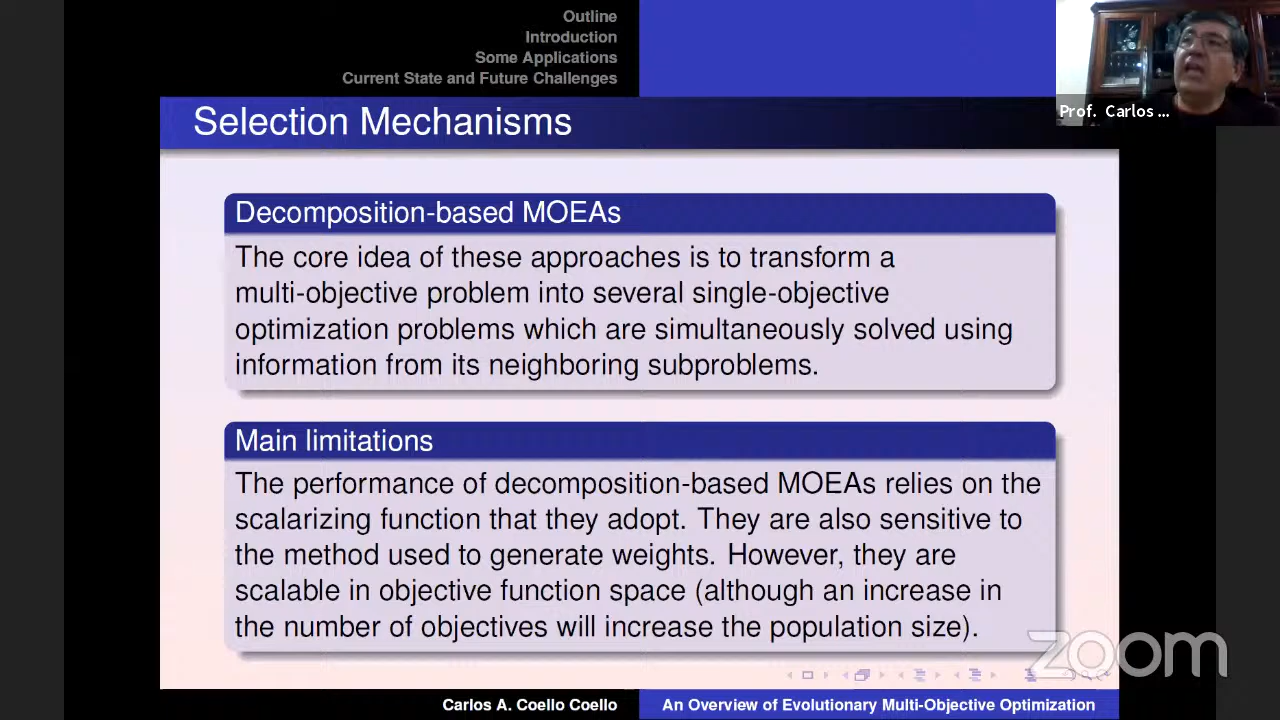 Outline
Introduction
Some Applications
Current State and Future Challenges
Prof. Carlos ...
Selection Mechanisms
Decomposition-based MOEAs
The core idea of these approaches is to transform a
multi-objective problem into several single-objective
optimization problems which are simultaneously solved using
information from its neighboring subproblems.
Main limitations
The performance of decomposition-based MOEAs relies on the
scalarizing function that they adopt. They are also sensitive to
the method used to generate weights. However, they are
scalable in objective function space (although an increase in
the number of objectives will increase the population size).
zoom
Carlos A. Coello Coello
An Overview of Evolutionary Multi-Objective Optimization